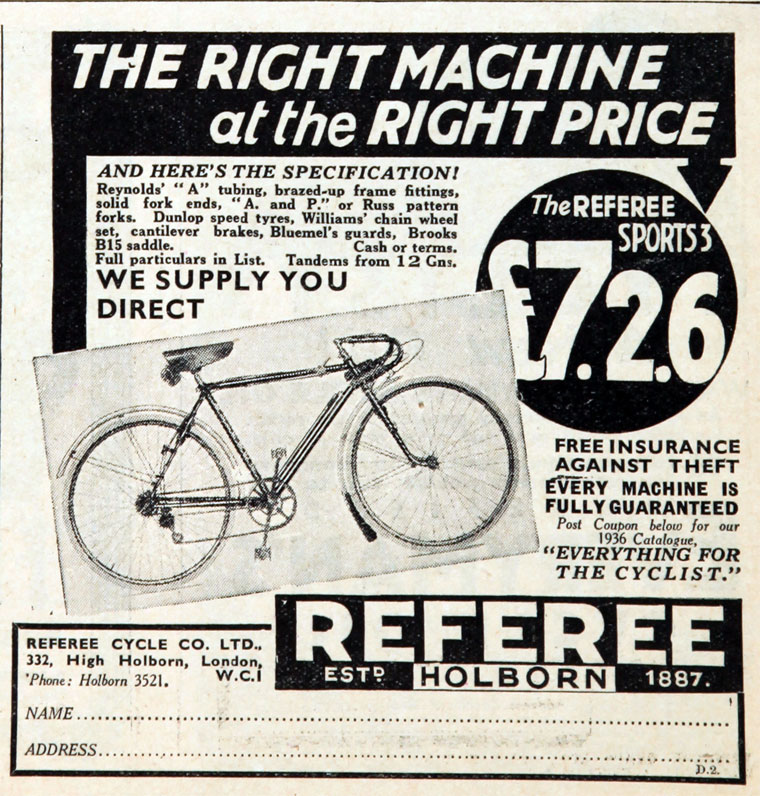 THE RIGHT MACHINE
at the RIGHT PRICE
AND HERE'S THE SPECIFICATION!
Reynolds' "A" tubing, brazed-up frame fittings,
solid fork ends, "A. and P." or Russ pattern
forks. Dunlop speed tyres, Williams' chain wheel
set, cantilever brakes, Bluemel's guards, Brooks
B15 saddle. Cash or terms.
Full particulars in List. Tandems from 12 Gns.
WE SUPPLY YOU
DIRECT
The REFEREE
SPORTS 3
£7.2.6
FREE INSURANCE
AGAINST THEFT
EVERY MACHINE IS
FULLY GUARANTEED
Post Coupon below for our
1936 Catalogue,
"EVERYTHING FOR
THE CYCLIST."
REFEREE
ESTD HOLBORN 1887.
REFEREE CYCLE CO. LTD.,
332, High Holborn, London,
'Phone: Holborn 3521. W.C.1
NAME
ADDRESS
D.2.